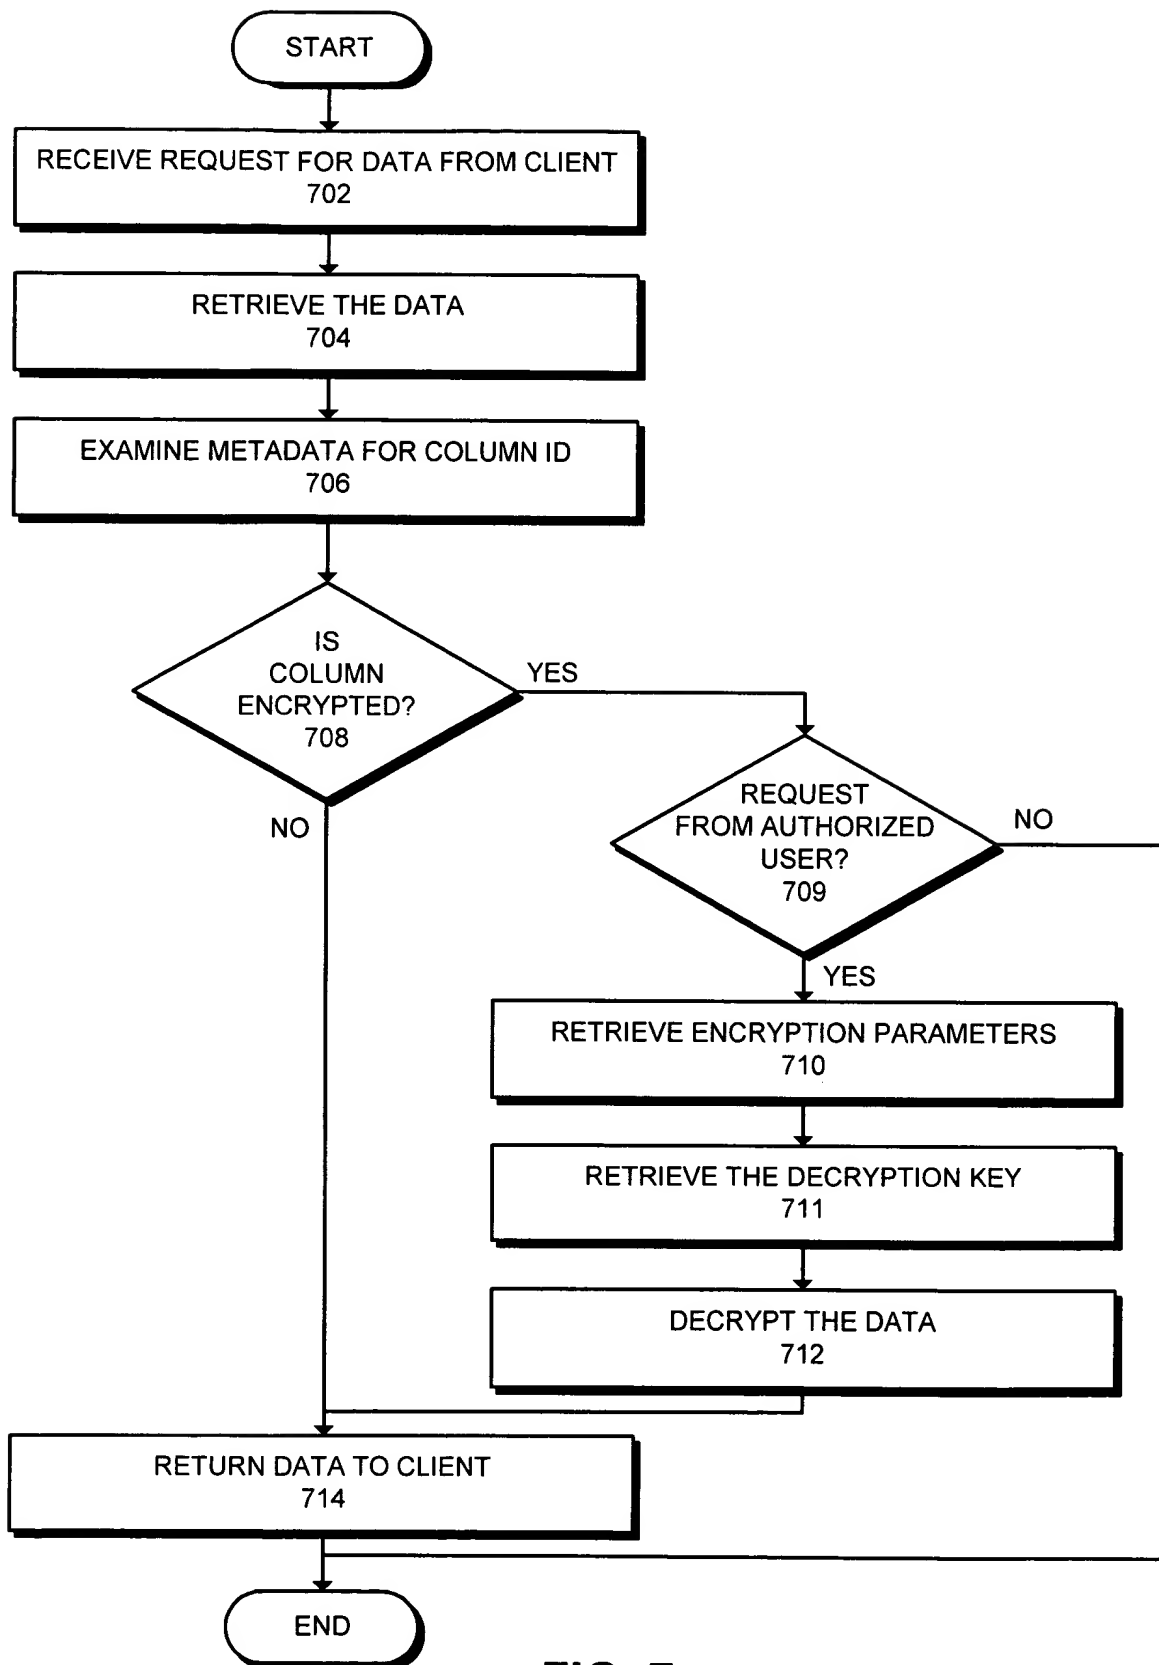 START
RECEIVE REQUEST FOR DATA FROM CLIENT
702
RETRIEVE THE DATA
704
EXAMINE METADATA FOR COLUMN ID
706
IS
COLUMN
ENCRYPTED?
708
YES
NO
REQUEST
FROM AUTHORIZED
USER?
709
NO
YES
RETRIEVE ENCRYPTION PARAMETERS
710
RETRIEVE THE DECRYPTION KEY
711
DECRYPT THE DATA
712
RETURN DATA TO CLIENT
714
END